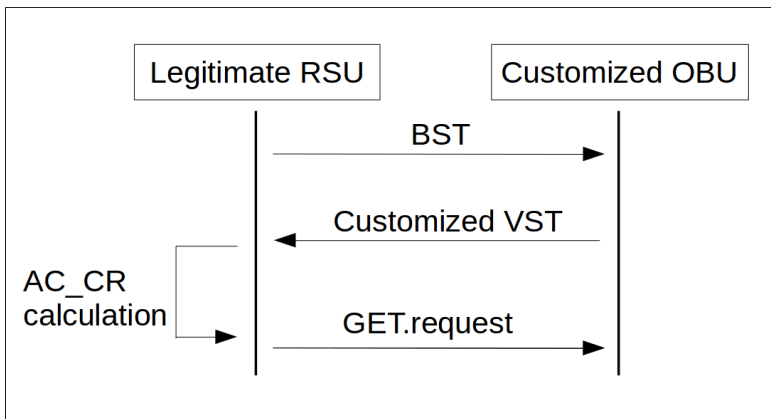 Legitimate RSU
Customized OBU
BST
Customized VST
AC_CR
calculation
GET.request